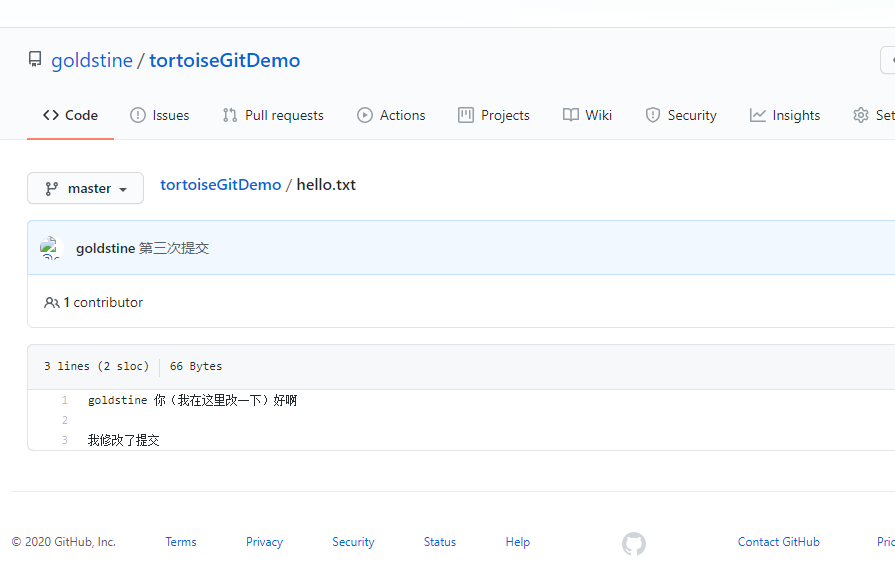 goldstine / tortoiseGitDemo
Code Issues Pull requests Actions Projects Wiki Security Insights
master tortoiseGitDemo / hello.txt
goldstine 第三次提交
1 contributor
3 lines (2 sloc) 66 Bytes
1 goldstine 你（我在这里改一下）好啊
2
3 我修改了提交
© 2020 GitHub, Inc. Terms Privacy Security Status Help Contact GitHub